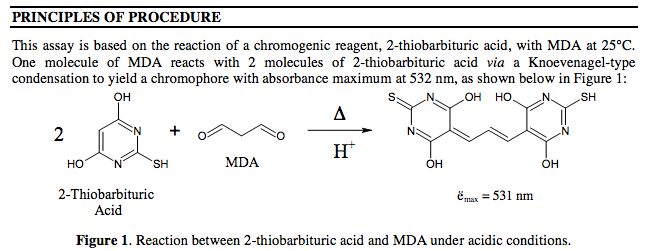 PRINCIPLES OF PROCEDURE
This assay is based on the reaction of a chromogenic reagent, 2-thiobarbituric acid, with MDA at 25°C.
One molecule of MDA reacts with 2 molecules of 2-thiobarbituric acid via a Knoevenagel-type
condensation to yield a chromophore with absorbance maximum at 532 nm, as shown below in Figure 1:
OH
2
HO
N
N
SH
+
O
O
MDA
Δ
H+
S
N
OH
HO
N
SH
N
N
OH
OH
2-Thiobarbituric
Acid
ëmax = 531 nm
Figure 1. Reaction between 2-thiobarbituric acid and MDA under acidic conditions.